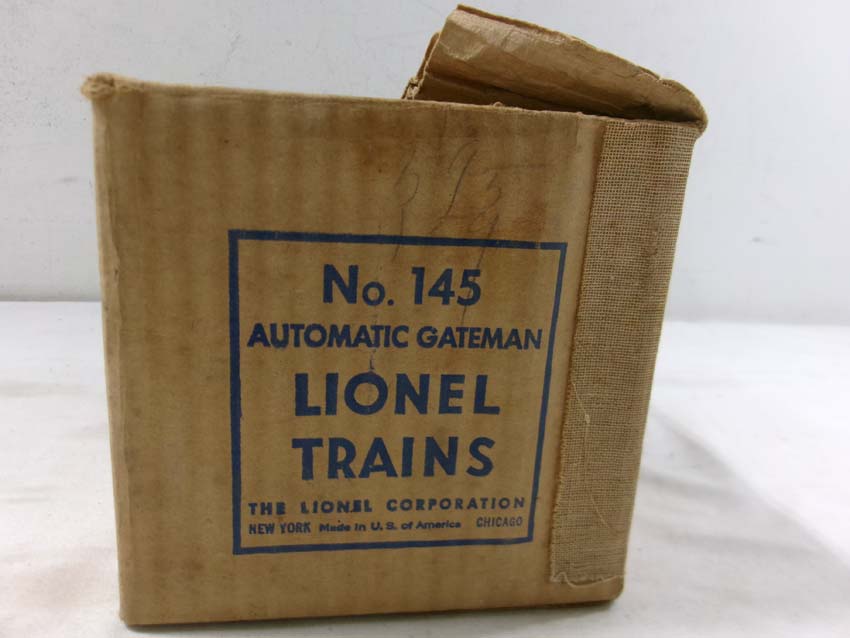 No. 145
AUTOMATIC GATEMAN
LIONEL
TRAINS
THE LIONEL CORPORATION
NEW YORK Made in U. S. of America CHICAGO